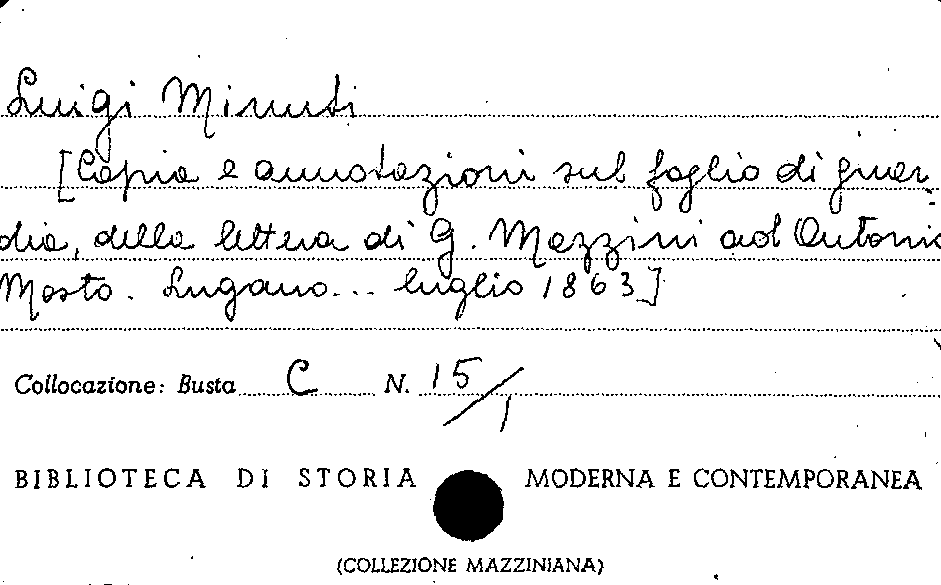 Luigi Minuti
[Copia e annotazioni sul foglio di guar-
dia, della lettera di G. Mazzini ad Antonio
Mosto. Lugano... luglio 1863]
Collocazione: Busta C N. 15/1
BIBLIOTECA DI STORIA MODERNA E CONTEMPORANEA
(COLLEZIONE MAZZINIANA)